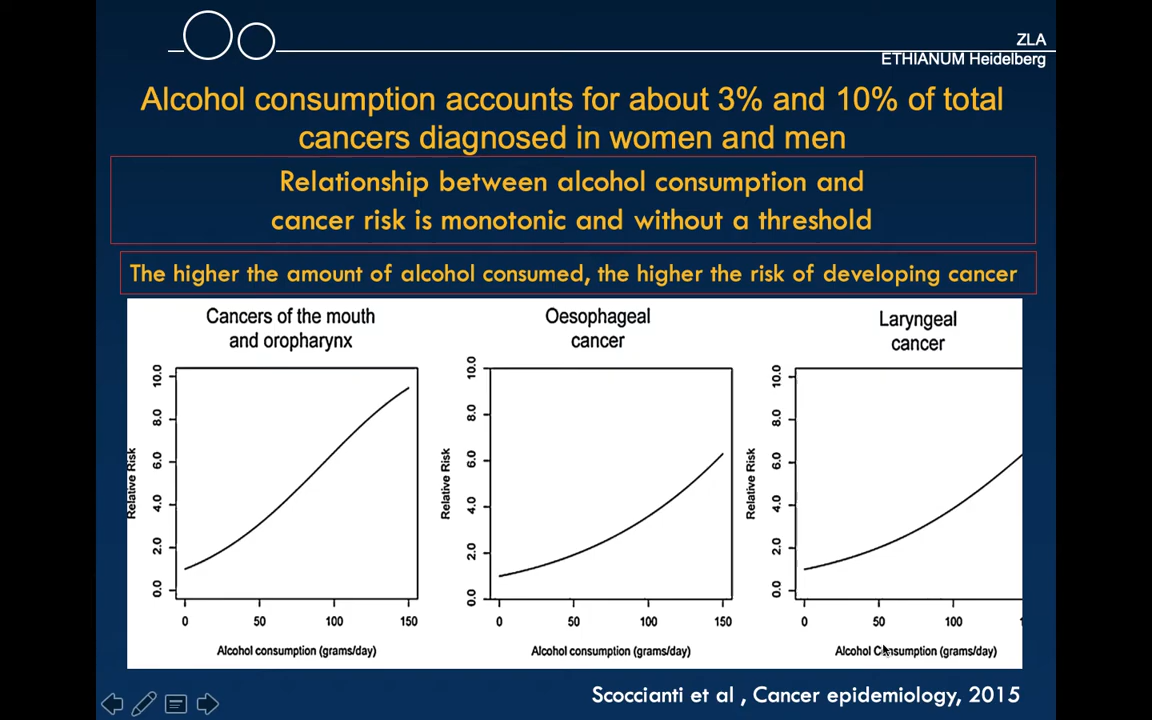 ZLA
ETHIANUM Heidelberg
Alcohol consumption accounts for about 3% and 10% of total
cancers diagnosed in women and men
Relationship between alcohol consumption and
cancer risk is monotonic and without a threshold
The higher the amount of alcohol consumed, the higher the risk of developing cancer
Cancers of the mouth
and oropharynx
Relative Risk
10.0
8.0
6.0
4.0
2.0
0.0
0 50 100 150
Alcohol consumption (grams/day)
Oesophageal
cancer
Relative Risk
10.0
8.0
6.0
4.0
2.0
0.0
0 50 100 150
Alcohol consumption (grams/day)
Laryngeal
cancer
Relative Risk
10.0
8.0
6.0
4.0
2.0
0.0
0 50 100
Alcohol Consumption (grams/day)
Scoccianti et al , Cancer epidemiology, 2015